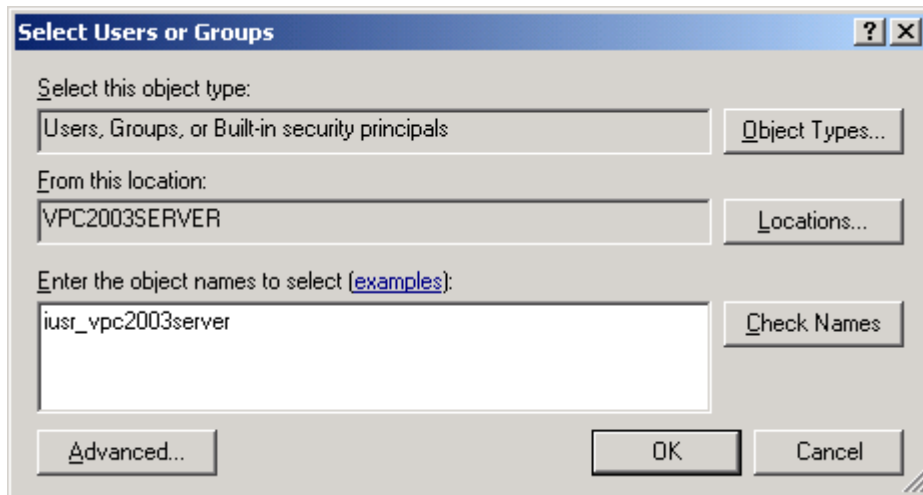 Select Users or Groups
Select this object type:
Users, Groups, or Built-in security principals
Object Types...
From this location:
VPC2003SERVER
Locations...
Enter the object names to select (examples):
iusr_vpc2003server
Check Names
Advanced...
OK
Cancel